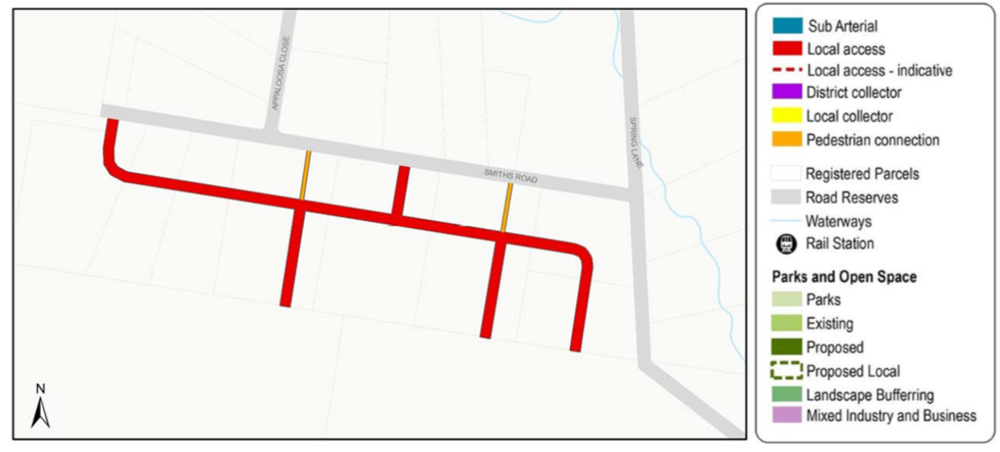 APPALOOSA CLOSE
SPRING LANE
SMITHS ROAD
N
Sub Arterial
Local access
Local access - indicative
District collector
Local collector
Pedestrian connection
Registered Parcels
Road Reserves
Waterways
Rail Station
Parks and Open Space
Parks
Existing
Proposed
Proposed Local
Landscape Bufferring
Mixed Industry and Business